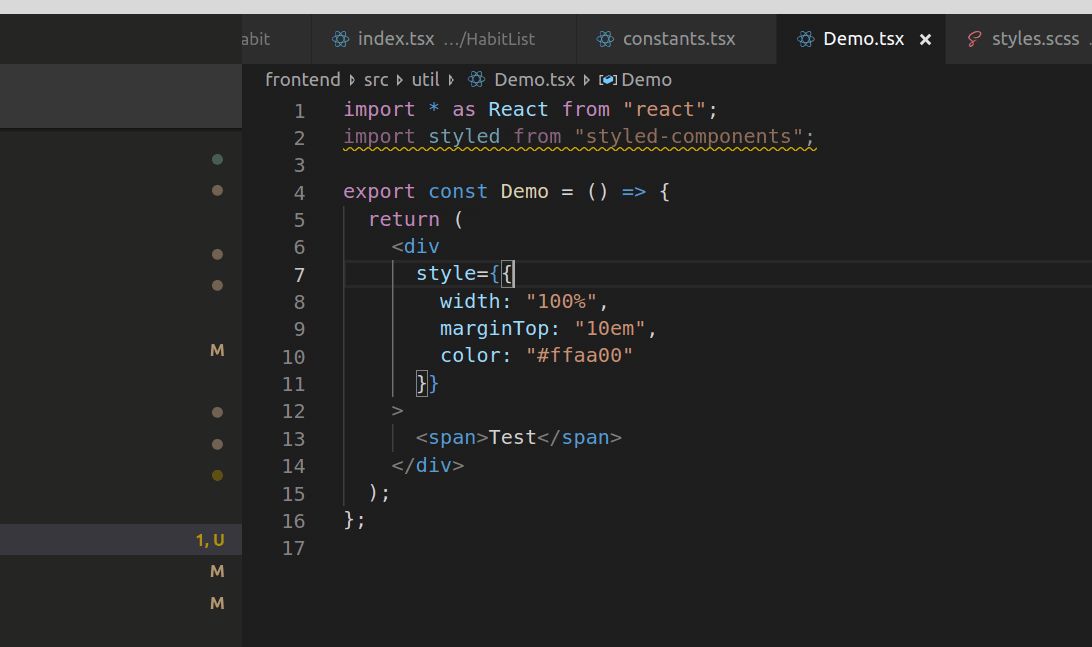 abit index.tsx …/HabitList constants.tsx Demo.tsx styles.scss
frontend src util Demo.tsx Demo
1 import * as React from "react";
2 import styled from "styled-components";
3
4 export const Demo = () => {
5 return (
6 <div
7 style={{
8 width: "100%",
9 marginTop: "10em",
M
10 color: "#ffaa00"
11 }}
12 >
13 <span>Test</span>
14 </div>
15 );
16 };
1, U
17
M
M